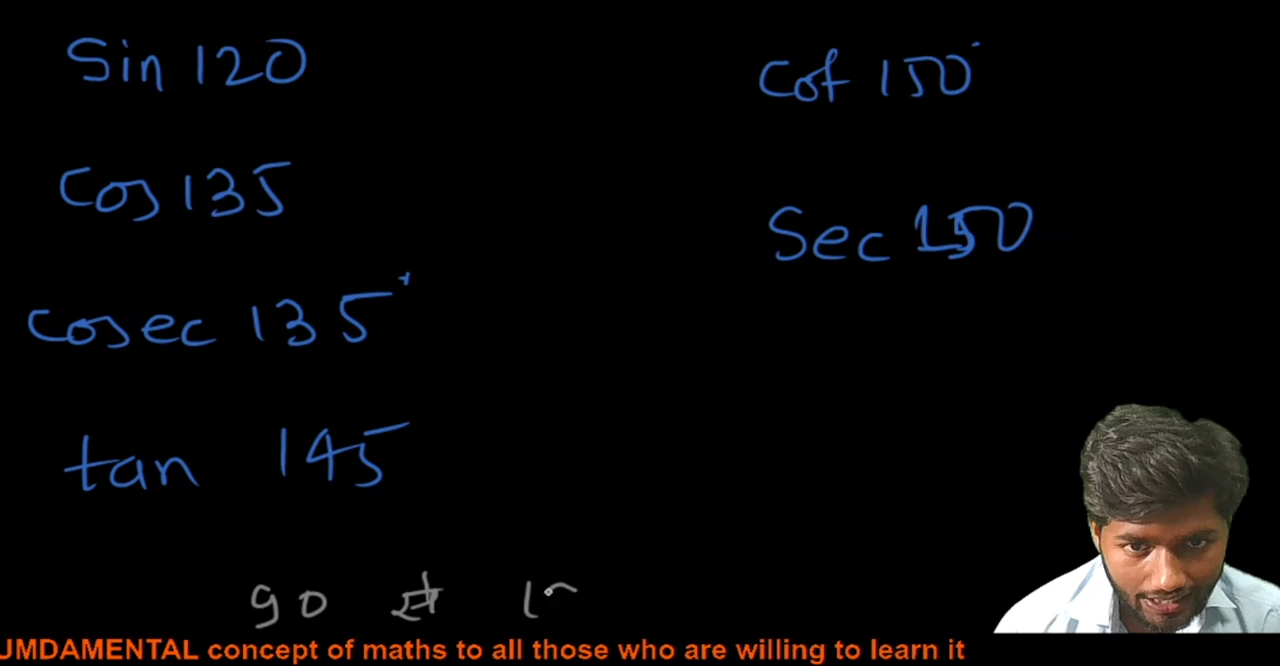 Sin 120
Cos 135
Cosec 135°
tan 145
Cot 150°
Sec 150
90 से
JMDAMENTAL concept of maths to all those who are willing to learn it